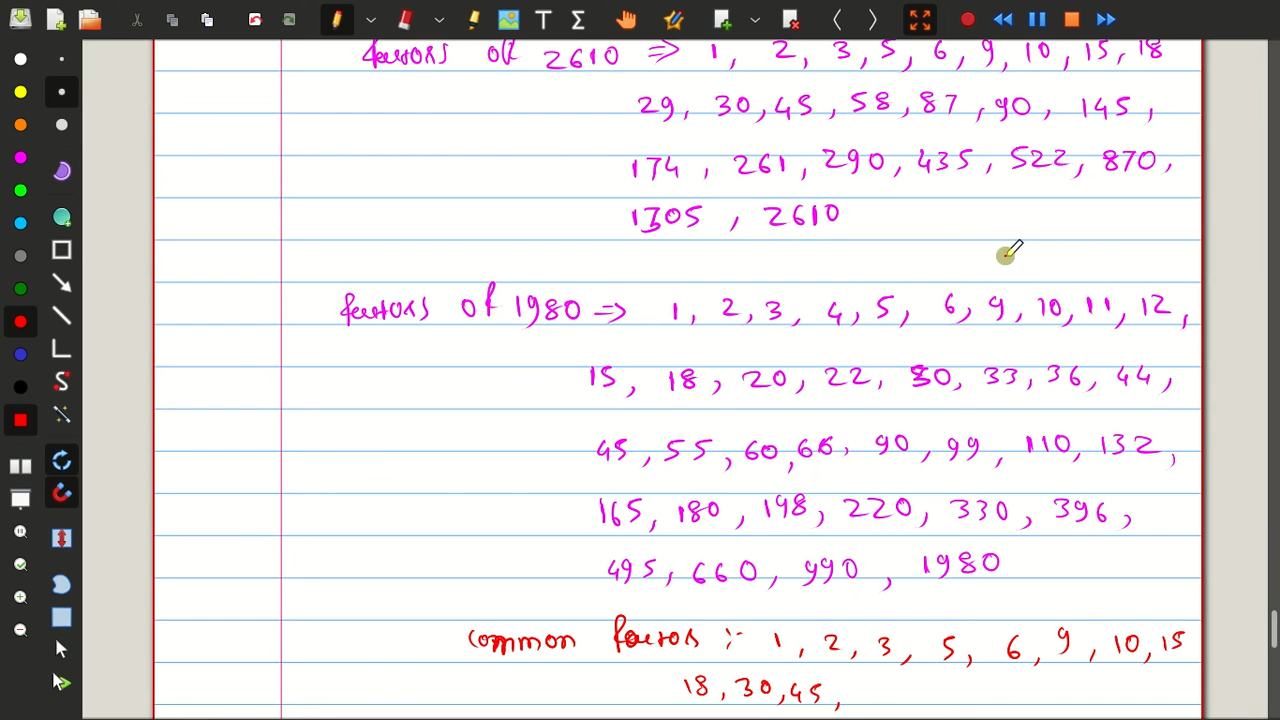 factors of 2610 ⇒ 1, 2, 3, 5, 6, 9, 10, 15, 18
29, 30, 45, 58, 87, 90, 145,
174, 261, 290, 435, 522, 870,
1305, 2610
factors of 1980 ⇒ 1, 2, 3, 4, 5, 6, 9, 10, 11, 12,
15, 18, 20, 22, 30, 33, 36, 44,
45, 55, 60, 66, 90, 99, 110, 132,
165, 180, 198, 220, 330, 396,
495, 660, 990, 1980
common factors :- 1, 2, 3, 5, 6, 9, 10, 15
18, 30, 45,